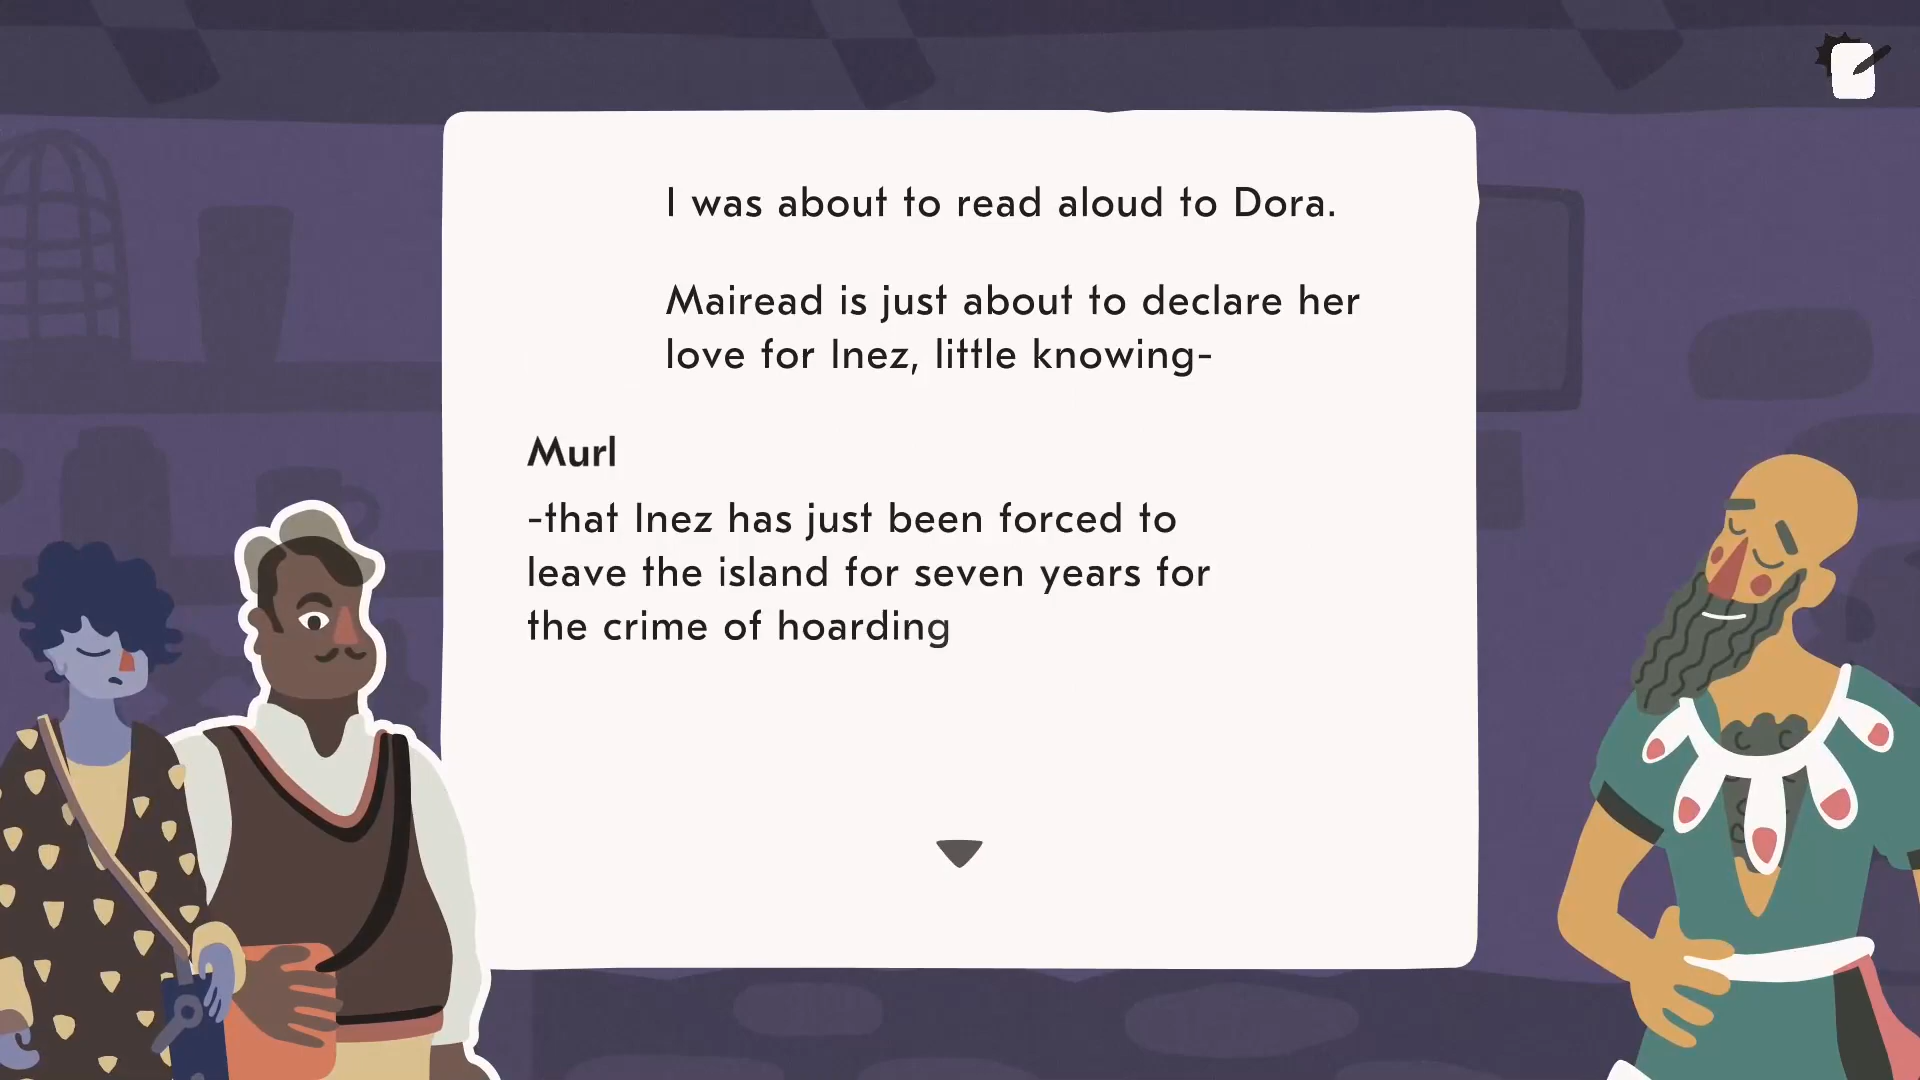 I was about to read aloud to Dora.
Mairead is just about to declare her
love for Inez, little knowing-
Murl
-that Inez has just been forced to
leave the island for seven years for
the crime of hoarding